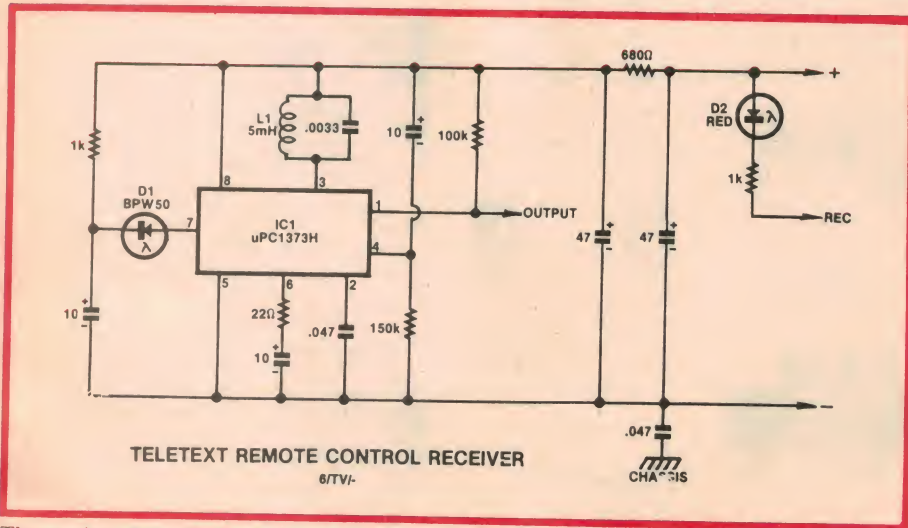 680Ω
+
L1
5mH
.0033
10
+
-
100k
D2
RED
λ
1k
1k
D1
BPW50
λ
8
3
7
IC1
uPC1373H
1
4
OUTPUT
REC
47
+
-
47
+
-
5
6
2
10
+
-
22Ω
.047
150k
10
+
-
-
.047
CHASSIS
TELETEXT REMOTE CONTROL RECEIVER
6/TV/-